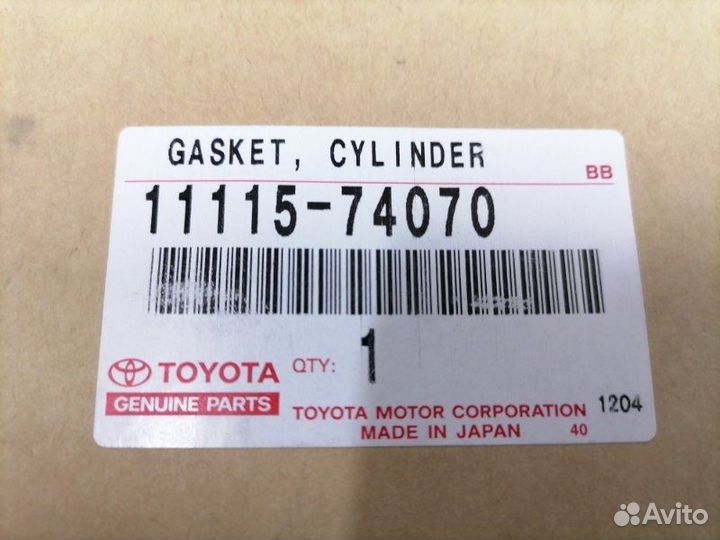 GASKET, CYLINDER
BB
11115-74070
TOYOTA
QTY: 1
GENUINE PARTS
TOYOTA MOTOR CORPORATION 1204
MADE IN JAPAN 40
Avito